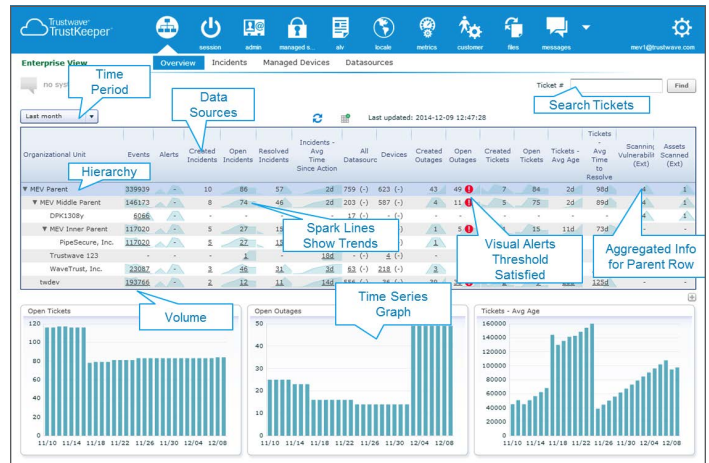 Trustwave®
TrustKeeper®
session admin managed s... alv locale metrics customer files messages mev1@trustwave.com
Enterprise View Overview Incidents Managed Devices Datasources
no sys
Time Period
Data Sources
Ticket # Find
Search Tickets
Last month
Last updated: 2014-12-09 12:47:28
Organizational Unit Events Alerts Created Incidents Open Incidents Resolved Incidents Incidents - Avg Time Since Action All Datasourc Devices Created Outages Open Outages Created Tickets Open Tickets Tickets - Avg Age Tickets - Avg Time to Resolve Scanning Vulnerabilit (Ext) Assets Scanned (Ext)
Hierarchy
MEV Parent 339939 - 10 86 57 2d 759 (-) 623 (-) 43 49 7 84 2d 98d 4 1
MEV Middle Parent 146173 - 8 74 46 2d 203 (-) 587 (-) 4 11 5 75 2d 89d 4 1
DPK1308y 6066 - - 17 (-) - - 4 1
MEV Inner Parent 117020 - 5 27 15 1 5 15 11d 73d - -
PipeSecure, Inc. 117020 - 5 27 15 1 -
Trustwave 123 - - - 1 - 18d - (-) 4 (-) -
WaveTrust, Inc. 23087 - 3 46 31 3d 63 (-) 218 (-) 3
twdev 193766 - 2 12 11 14d 556 (-) 36 (-) 125d - -
Spark Lines Show Trends
Visual Alerts Threshold Satisfied
Aggregated Info for Parent Row
Volume
Time Series Graph
Open Tickets
120
100
80
60
40
20
0
11/10 11/14 11/18 11/22 11/26 11/30 12/04 12/08
Open Outages
50
40
30
20
10
0
11/10 11/14 11/18 11/22 11/26 11/30 12/04 12/08
Tickets - Avg Age
160000
140000
120000
100000
80000
60000
40000
20000
0
11/10 11/14 11/18 11/22 11/26 11/30 12/04 12/08